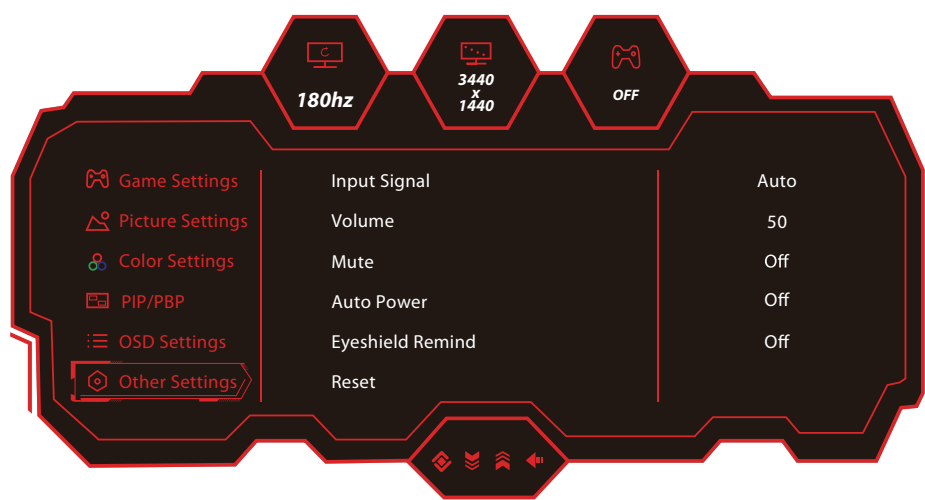 180hz
3440
x
1440
OFF
Game Settings
Input Signal
Auto
Picture Settings
Volume
50
Color Settings
Mute
Off
PIP/PBP
Auto Power
Off
OSD Settings
Eyeshield Remind
Off
Other Settings
Reset